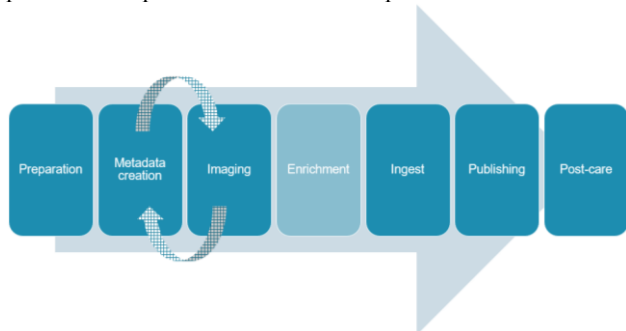 Preparation
Metadata
creation
Imaging
Enrichment
Ingest
Publishing
Post-care